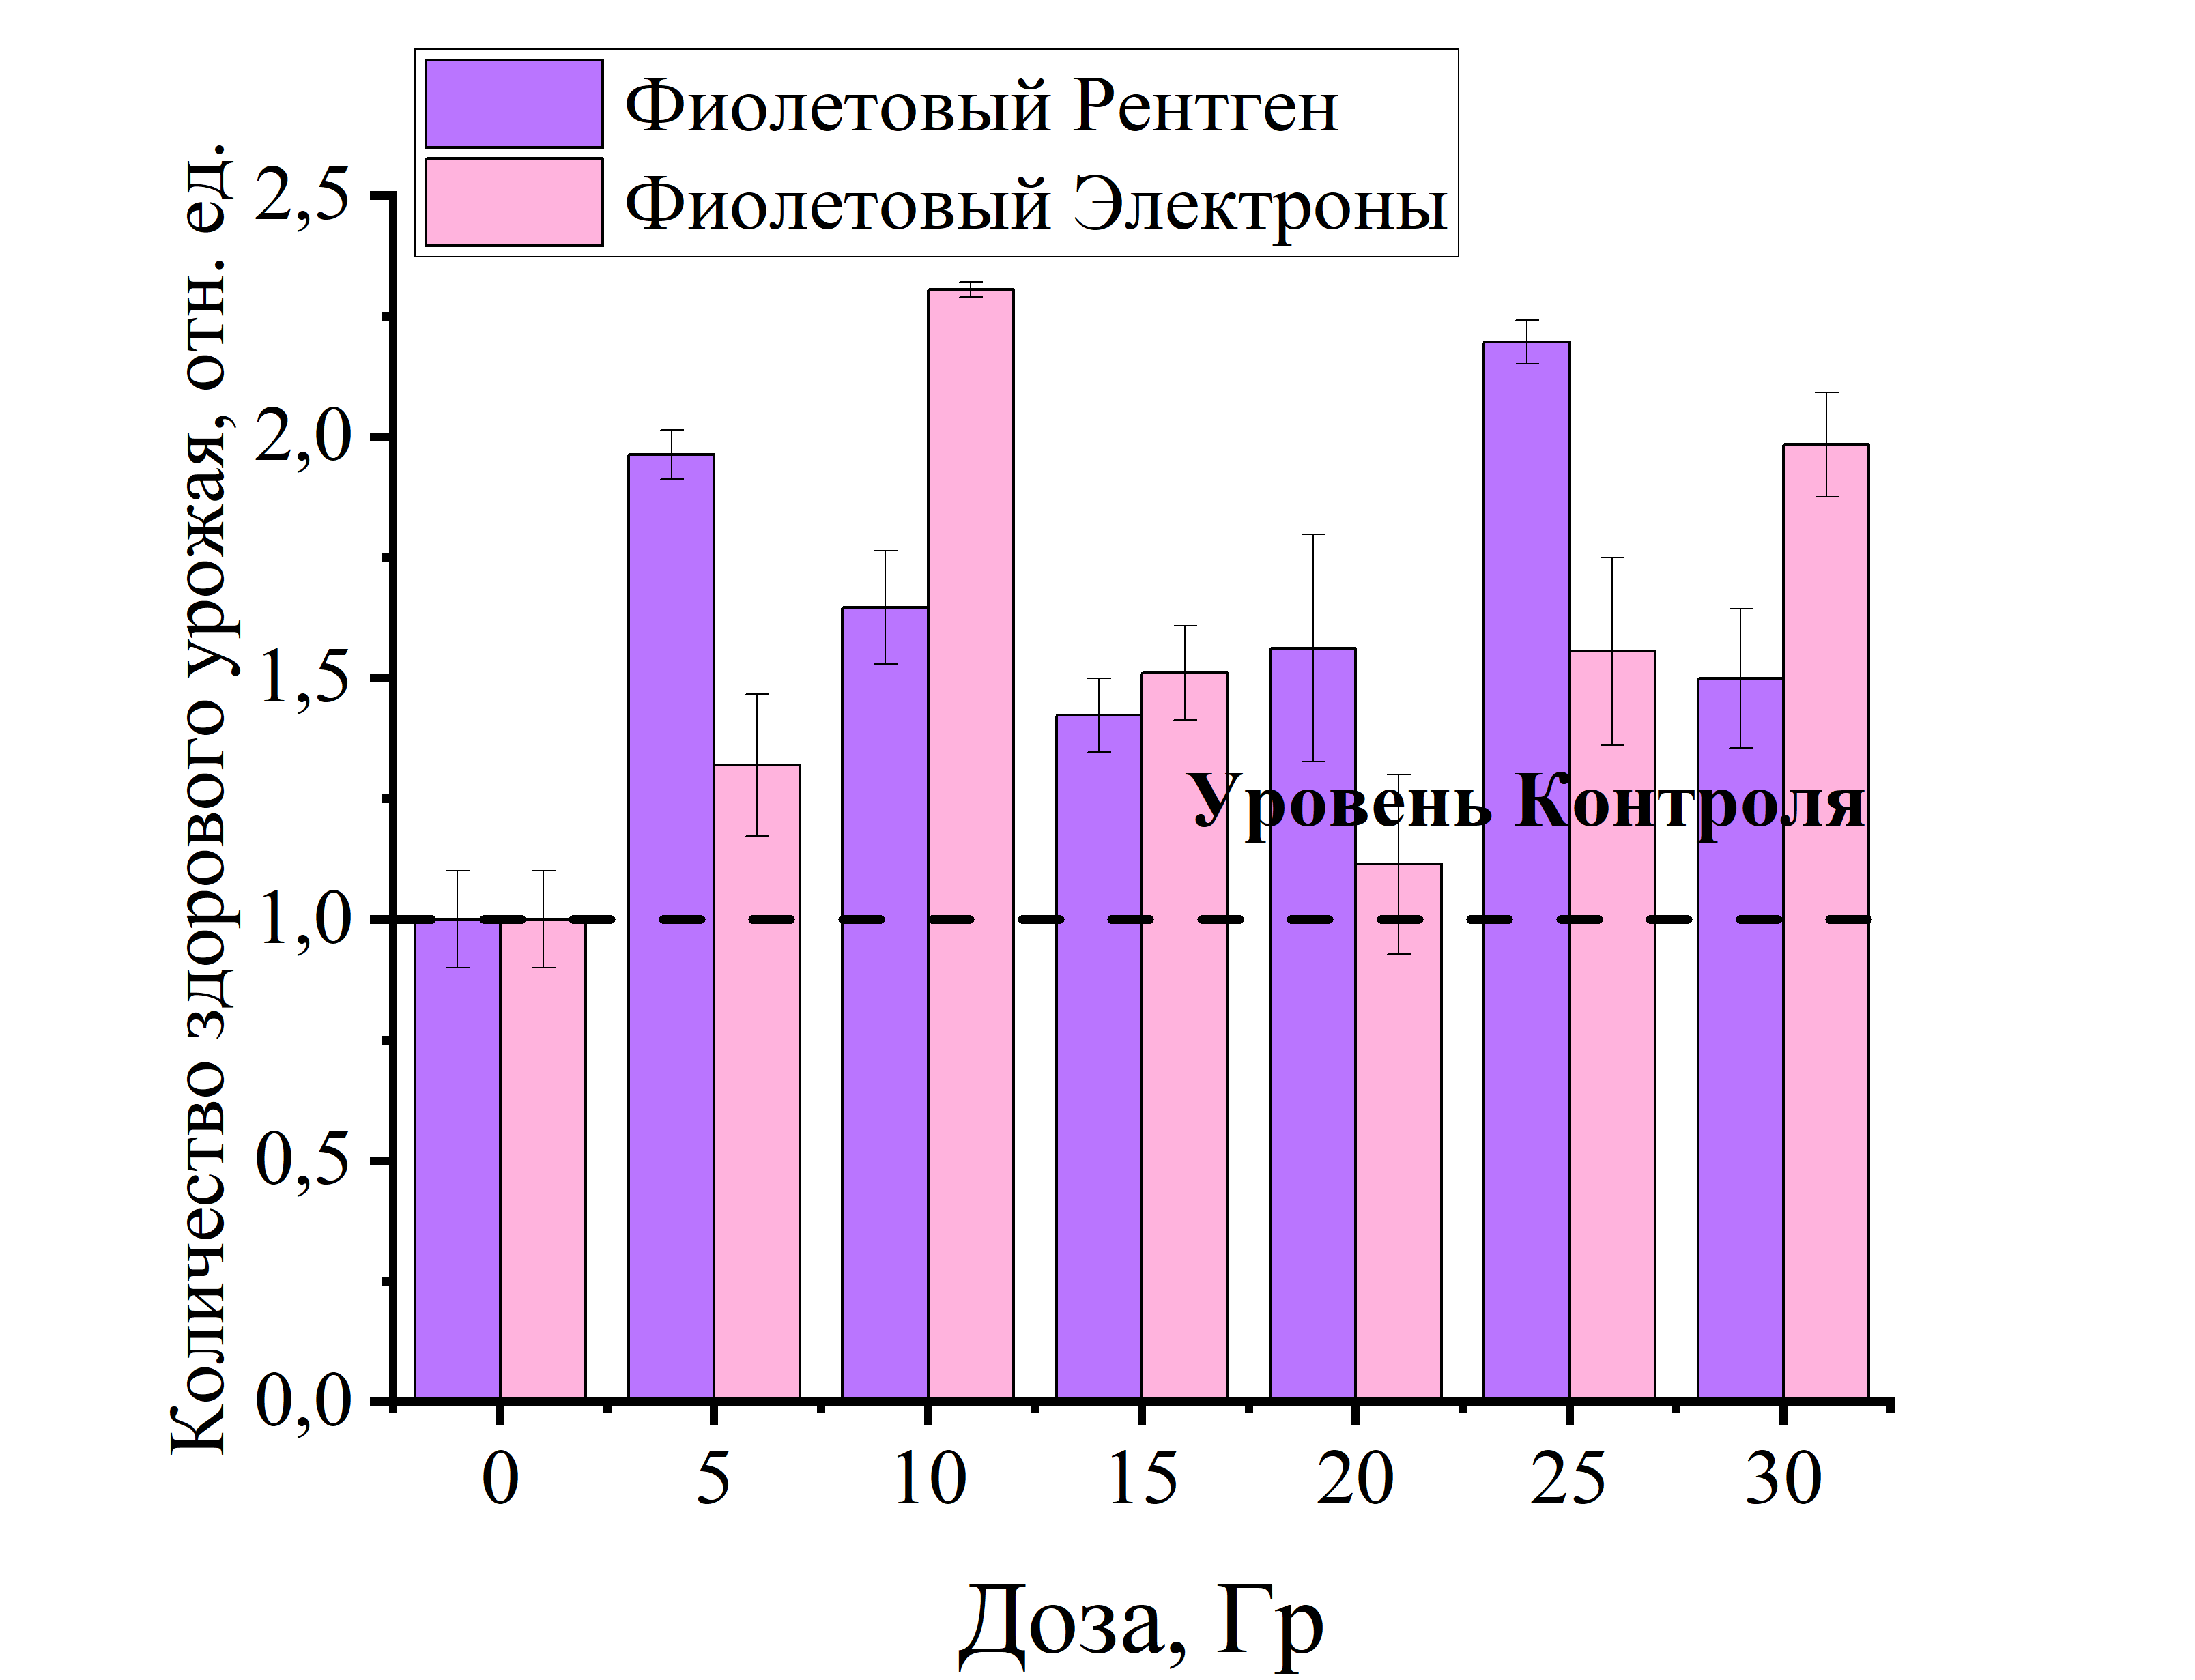 Фиолетовый Рентген
Фиолетовый Электроны
Количество здорового урожая, отн. ед.
2,5
2,0
1,5
1,0
0,5
0,0
Уровень Контроля
0 5 10 15 20 25 30
Доза, Гр